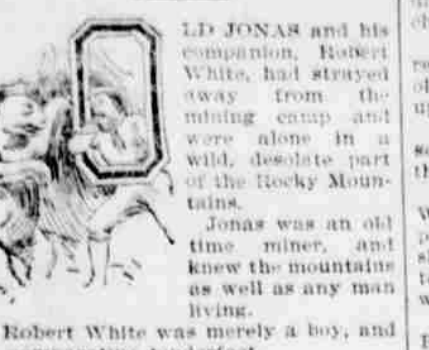 LD JONAS and his
companion, Robert
White, had strayed
away from the
mining camp and
were alone in a
wild, desolate part
of the Rocky Moun-
tains.
Jonas was an old
time miner, and
knew the mountains
as well as any man
living.
Robert White was merely a boy, and